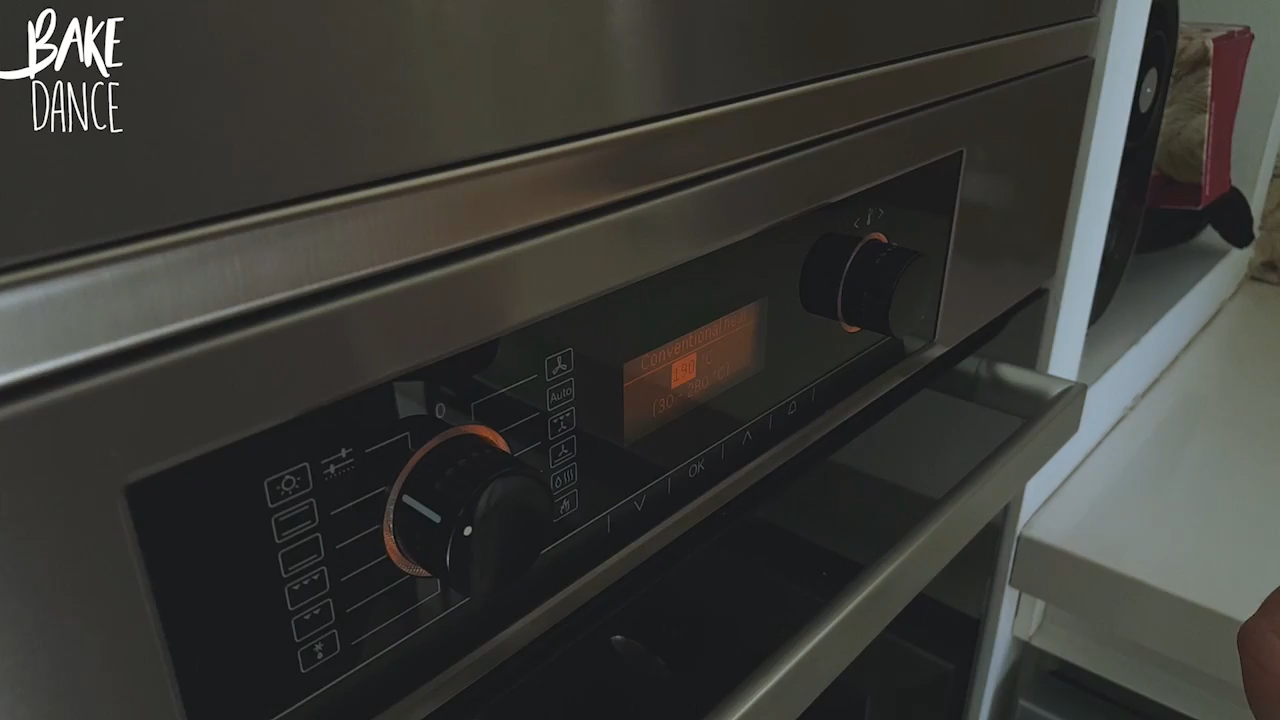 BAKE
DANCE
0
Auto
Conventional heat
190 °C
(30 - 280 °C)
OK